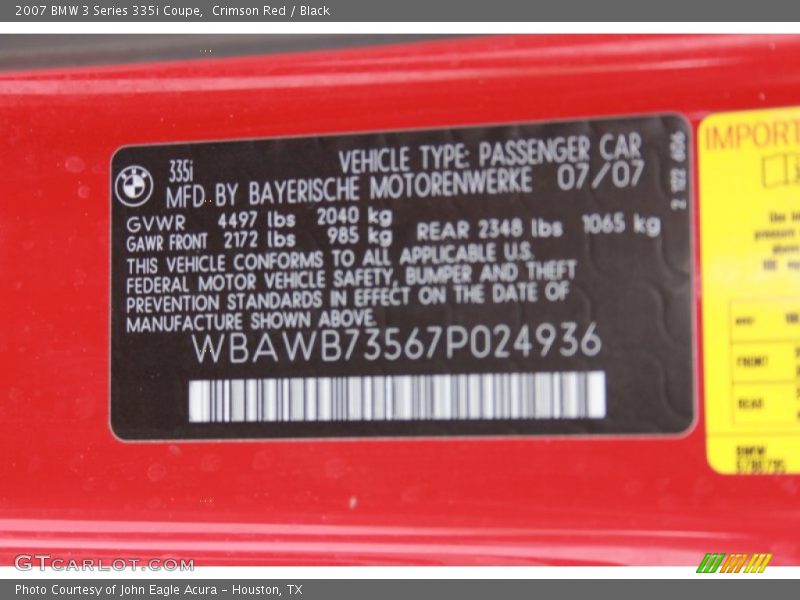 2007 BMW 3 Series 335i Coupe,  Crimson Red / Black
335i
VEHICLE TYPE: PASSENGER CAR
MFD. BY BAYERISCHE MOTORENWERKE 07/07
GVWR 4497 lbs 2040 kg
GAWR FRONT 2172 lbs 985 kg REAR 2348 lbs 1065 kg
THIS VEHICLE CONFORMS TO ALL APPLICABLE U.S.
FEDERAL MOTOR VEHICLE SAFETY, BUMPER AND THEFT
PREVENTION STANDARDS IN EFFECT ON THE DATE OF
MANUFACTURE SHOWN ABOVE.
WBAWB73567P024936
IMPORT
FRONT
REAR
BMW
GTCARLOT.COM
Photo Courtesy of John Eagle Acura – Houston, TX